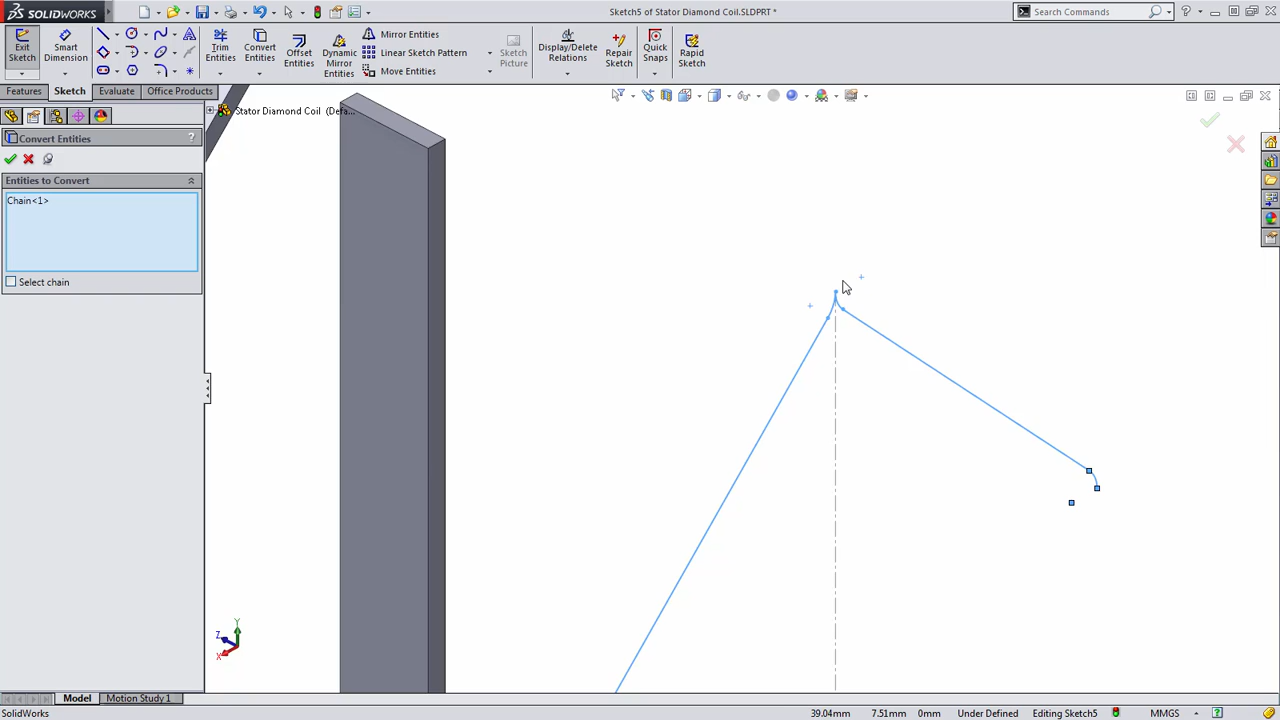 SOLIDWORKS
Sketch5 of Stator Diamond Coil.SLDPRT *
Search Commands
Exit Sketch
Smart Dimension
Trim Entities
Convert Entities
Offset Entities
Dynamic Mirror Entities
Mirror Entities
Linear Sketch Pattern
Move Entities
Sketch Picture
Display/Delete Relations
Repair Sketch
Quick Snaps
Rapid Sketch
Features
Sketch
Evaluate
Office Products
Stator Diamond Coil (Defa...
Convert Entities
?
Entities to Convert
Chain<1>
Select chain
Y
Z
X
Model
Motion Study 1
SolidWorks
39.04mm
7.51mm
0mm
Under Defined
Editing Sketch5
MMGS
?